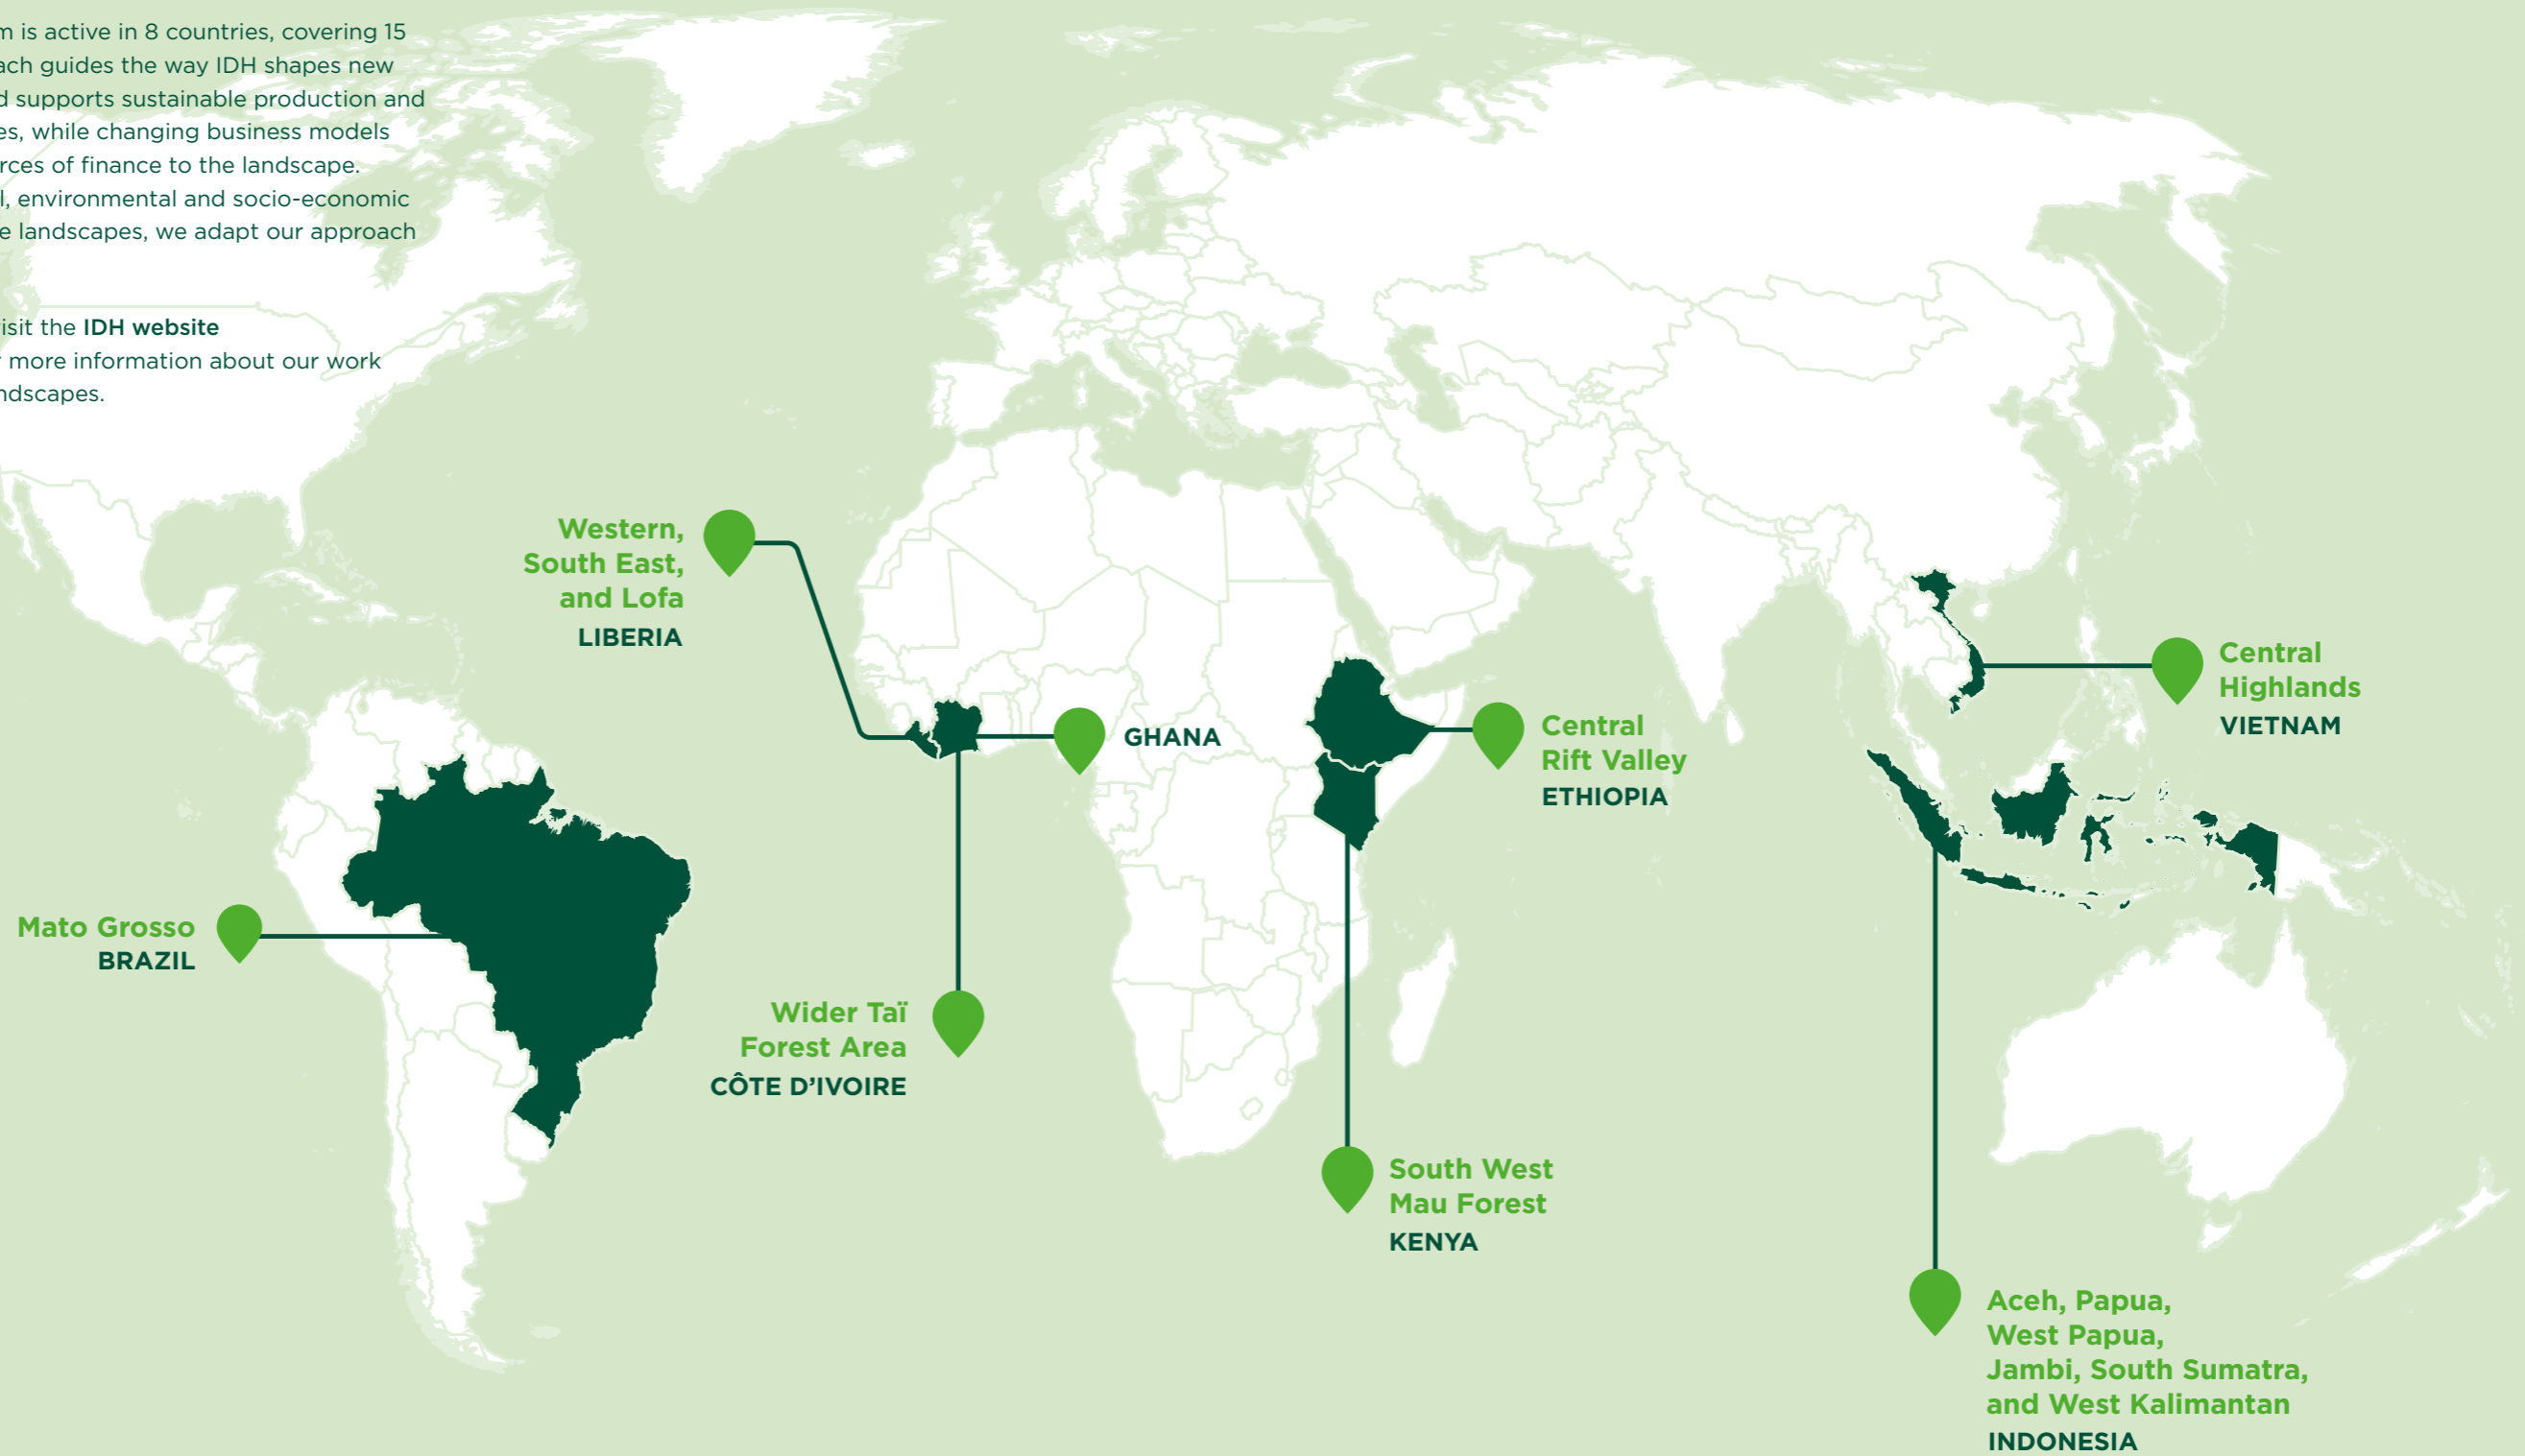 m is active in 8 countries, covering 15
ach guides the way IDH shapes new
d supports sustainable production and
es, while changing business models
rces of finance to the landscape.
l, environmental and socio-economic
e landscapes, we adapt our approach
isit the IDH website
r more information about our work
ndscapes.
Western,
South East,
and Lofa
LIBERIA
GHANA
Central
Rift Valley
ETHIOPIA
Central
Highlands
VIETNAM
Mato Grosso
BRAZIL
Wider Taï
Forest Area
CÔTE D’IVOIRE
South West
Mau Forest
KENYA
Aceh, Papua,
West Papua,
Jambi, South Sumatra,
and West Kalimantan
INDONESIA